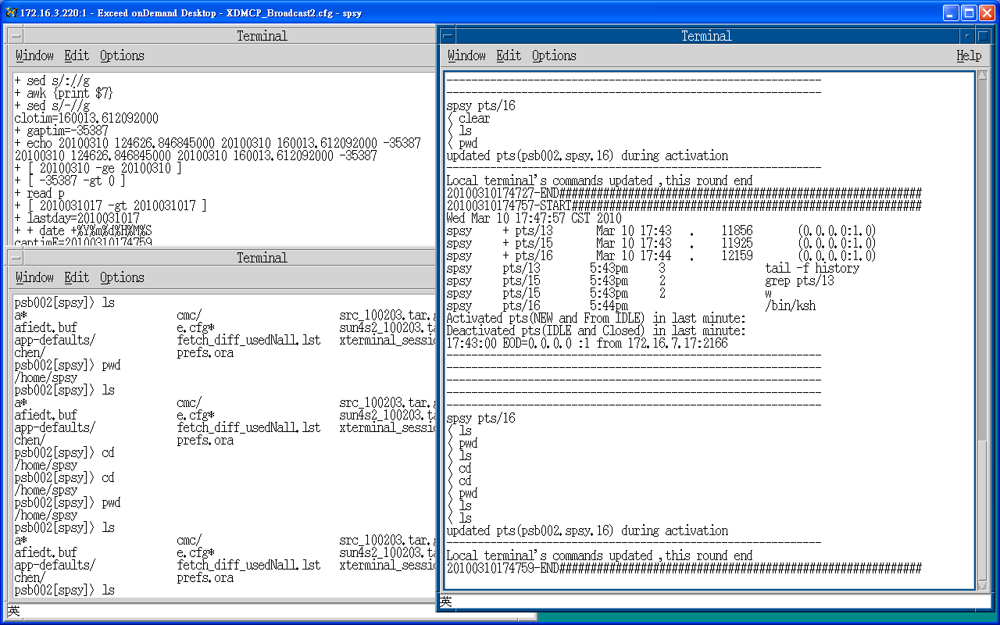 172.16.3.220:1 - Exceed onDemand Desktop - XDMCP_Broadcast2.cfg - spsy
Terminal
Window Edit Options
+ sed s/://g
+ awk {print $7}
+ sed s/-//g
clotim=160013.612092000
+ gaptim=-35387
+ echo 20100310 124626.846845000 20100310 160013.612092000 -35387
20100310 124626.846845000 20100310 160013.612092000 -35387
+ [ 20100310 -ge 20100310 ]
+ [ -35387 -gt 0 ]
+ read p
+ [ 2010031017 -gt 2010031017 ]
+ lastday=2010031017
+ + date +%Y%m%d%H%M%S
captimE=20100310174759
Terminal
Window Edit Options
psb002[spsy]> ls
a* cmc/ src_100203.tar.g
afiedt.buf e.cfg* sun4s2_100203.ta
app-defaults/ fetch_diff_usedNall.lst xterminal_sessio
chen/ prefs.ora
psb002[spsy]> pwd
/home/spsy
psb002[spsy]> ls
a* cmc/ src_100203.tar.g
afiedt.buf e.cfg* sun4s2_100203.ta
app-defaults/ fetch_diff_usedNall.lst xterminal_sessio
chen/ prefs.ora
psb002[spsy]> cd
/home/spsy
psb002[spsy]> cd
/home/spsy
psb002[spsy]> pwd
/home/spsy
psb002[spsy]> ls
a* cmc/ src_100203.tar.g
afiedt.buf e.cfg* sun4s2_100203.ta
app-defaults/ fetch_diff_usedNall.lst xterminal_sessio
chen/ prefs.ora
psb002[spsy]> ls
英
Terminal
Window Edit Options Help
------------------------------------------------------------
------------------------------------------------------------
spsy pts/16
< clear
< ls
< pwd
updated pts(psb002.spsy.16) during activation
------------------------------------------------------------
Local terminal's commands updated ,this round end
20100310174727-END##########################################################
20100310174757-START########################################################
Wed Mar 10 17:47:57 CST 2010
spsy + pts/13 Mar 10 17:43 . 11856 (0.0.0.0:1.0)
spsy + pts/15 Mar 10 17:43 . 11925 (0.0.0.0:1.0)
spsy + pts/16 Mar 10 17:44 . 12159 (0.0.0.0:1.0)
spsy pts/13 5:43pm 3 tail -f history
spsy pts/15 5:43pm 2 grep pts/13
spsy pts/15 5:43pm 2 w
spsy pts/16 5:44pm /bin/ksh
Activated pts(NEW and From IDLE) in last minute:
Deactivated pts(IDLE and Closed) in last minute:
17:43:00 EOD=0.0.0.0 :1 from 172.16.7.17:2166
------------------------------------------------------------
------------------------------------------------------------
------------------------------------------------------------
------------------------------------------------------------
------------------------------------------------------------
spsy pts/16
< ls
< pwd
< ls
< cd
< cd
< pwd
< ls
< ls
updated pts(psb002.spsy.16) during activation
------------------------------------------------------------
Local terminal's commands updated ,this round end
20100310174759-END##########################################################
英